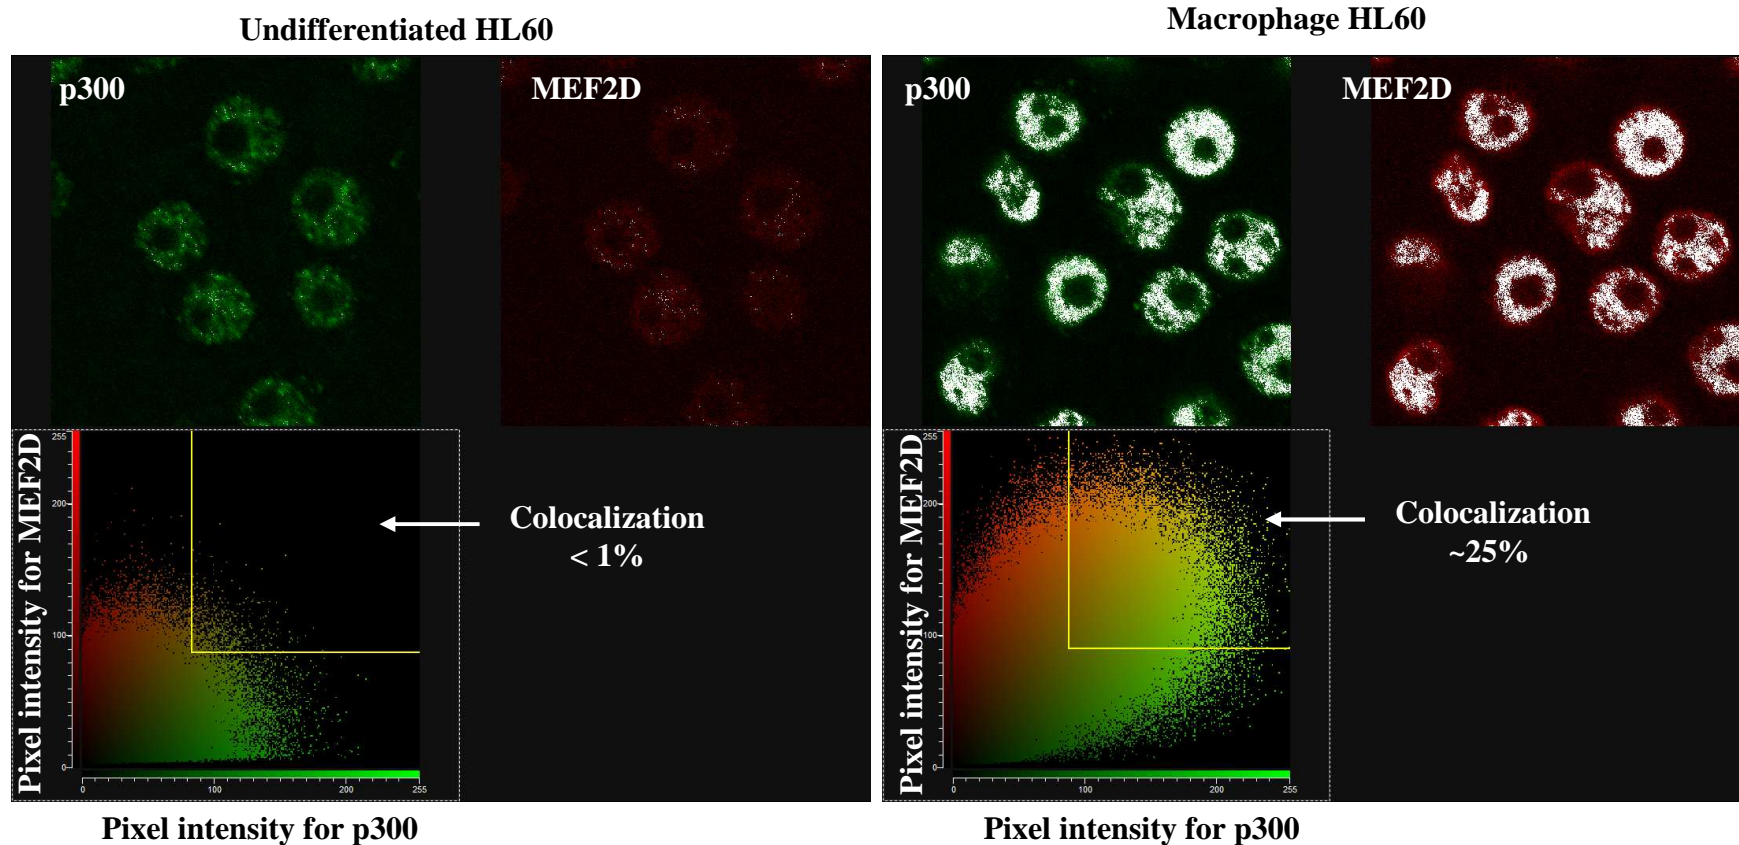 Undifferentiated HL60
Macrophage HL60
p300
MEF2D
p300
MEF2D
Pixel intensity for MEF2D
255
200
100
0
0
100
200
255
Colocalization
< 1%
Pixel intensity for p300
Pixel intensity for MEF2D
255
200
100
0
0
100
200
255
Colocalization
~25%
Pixel intensity for p300